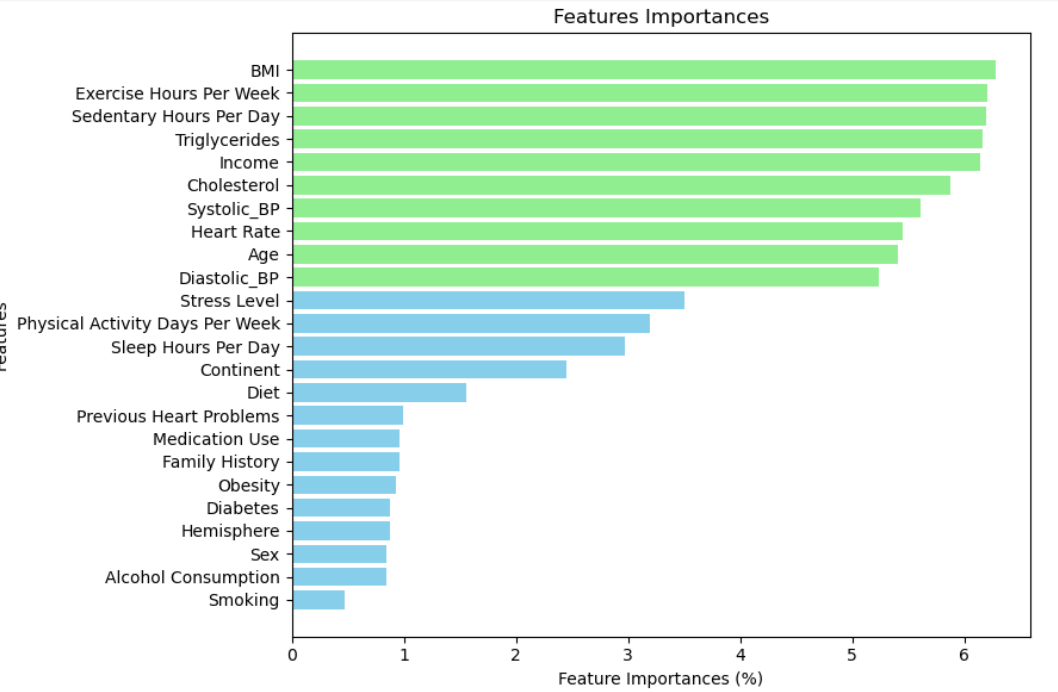 Features Importances
BMI
Exercise Hours Per Week
Sedentary Hours Per Day
Triglycerides
Income
Cholesterol
Systolic_BP
Heart Rate
Age
Diastolic_BP
Stress Level
Physical Activity Days Per Week
Sleep Hours Per Day
Continent
Diet
Previous Heart Problems
Medication Use
Family History
Obesity
Diabetes
Hemisphere
Sex
Alcohol Consumption
Smoking
Features
0 1 2 3 4 5 6
Feature Importances (%)